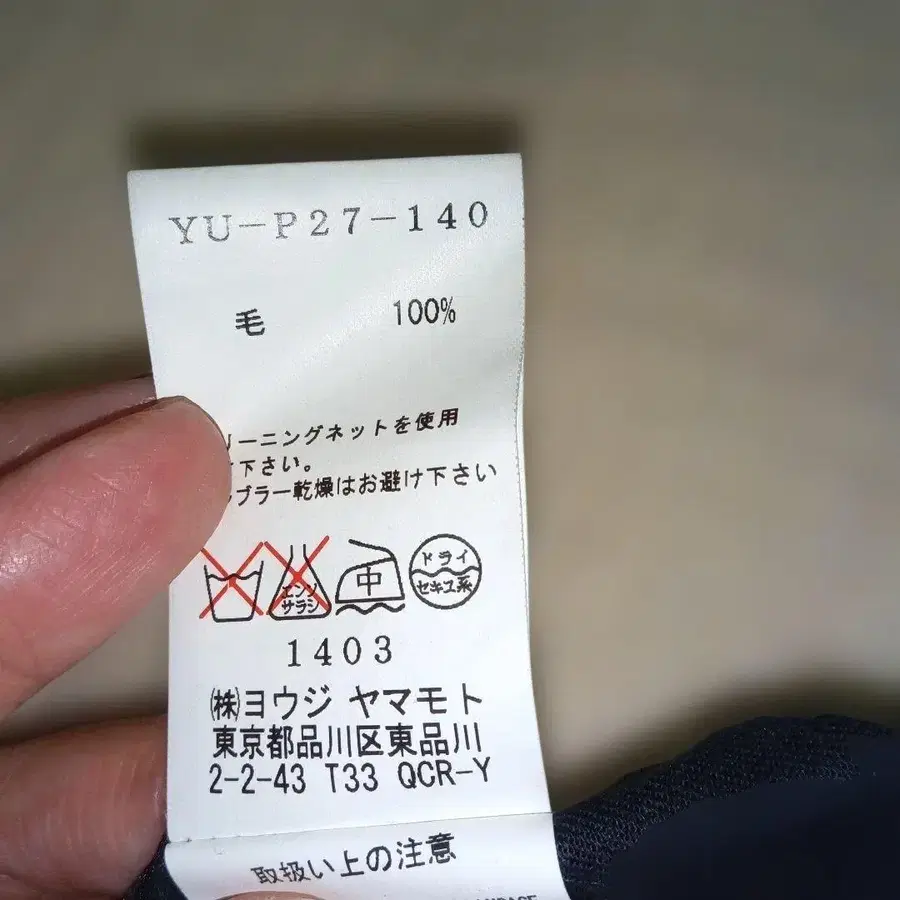 YU-P27-140
毛 100%
リーニングネットを使用
下さい。
ブラー乾燥はお避け下さい
エンソ
サラシ
中
ドライ
セキユ系
1403
㈱ヨウジ ヤマモト
東京都品川区東品川
2-2-43 T33 QCR-Y
取扱い上の注意